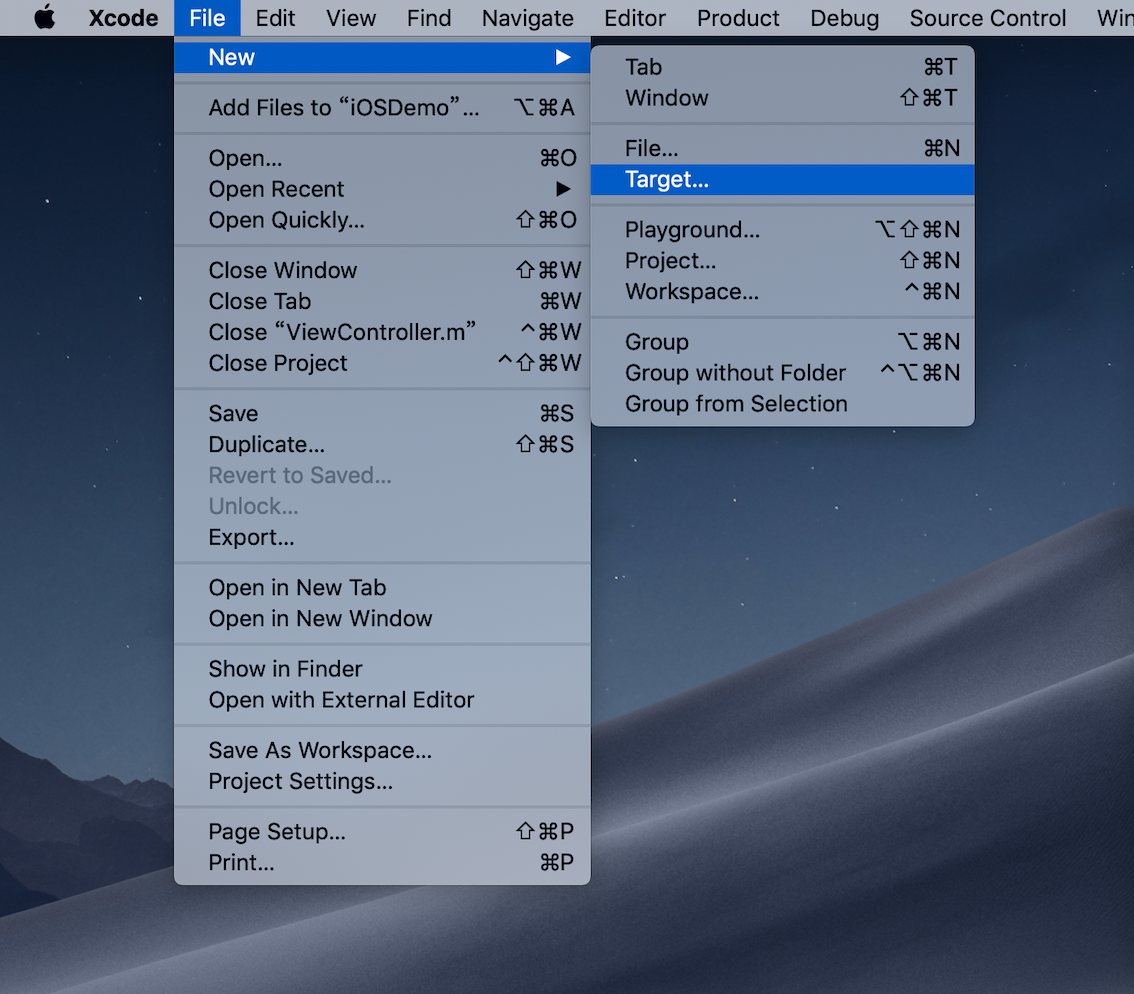 Xcode File Edit View Find Navigate Editor Product Debug Source Control Win
New ▶
Add Files to “iOSDemo”... ⌥⌘A
Open... ⌘O
Open Recent ▶
Open Quickly... ⇧⌘O
Close Window ⇧⌘W
Close Tab ⌘W
Close “ViewController.m” ^⌘W
Close Project ^⇧⌘W
Save ⌘S
Duplicate... ⇧⌘S
Revert to Saved...
Unlock...
Export...
Open in New Tab
Open in New Window
Show in Finder
Open with External Editor
Save As Workspace...
Project Settings...
Page Setup... ⇧⌘P
Print... ⌘P
Tab ⌘T
Window ⇧⌘T
File... ⌘N
Target...
Playground... ⌥⇧⌘N
Project... ⇧⌘N
Workspace... ^⌘N
Group ⌥⌘N
Group without Folder ^⌥⌘N
Group from Selection